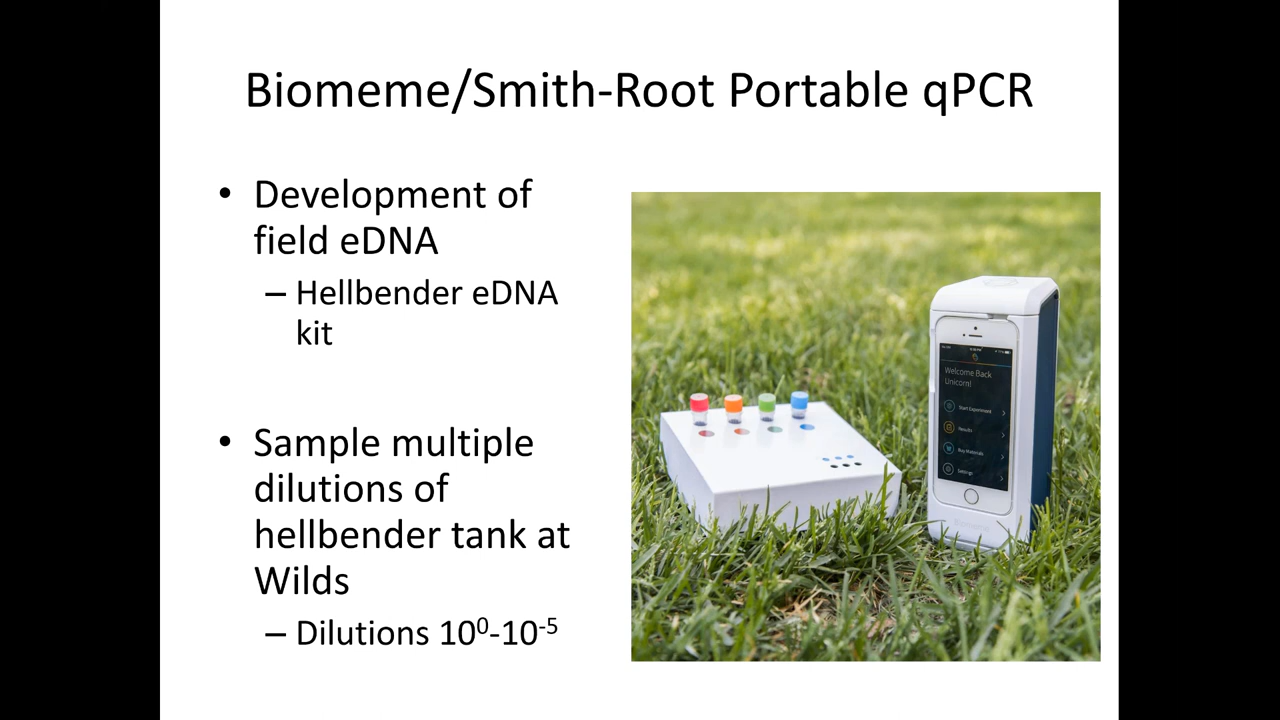 Biomeme/Smith-Root Portable qPCR
• Development of
field eDNA
– Hellbender eDNA
kit
• Sample multiple
dilutions of
hellbender tank at
Wilds
– Dilutions 10⁰-10⁻⁵
Welcome Back
Unicorn!
Start Experiment
Results
Buy Materials
Settings